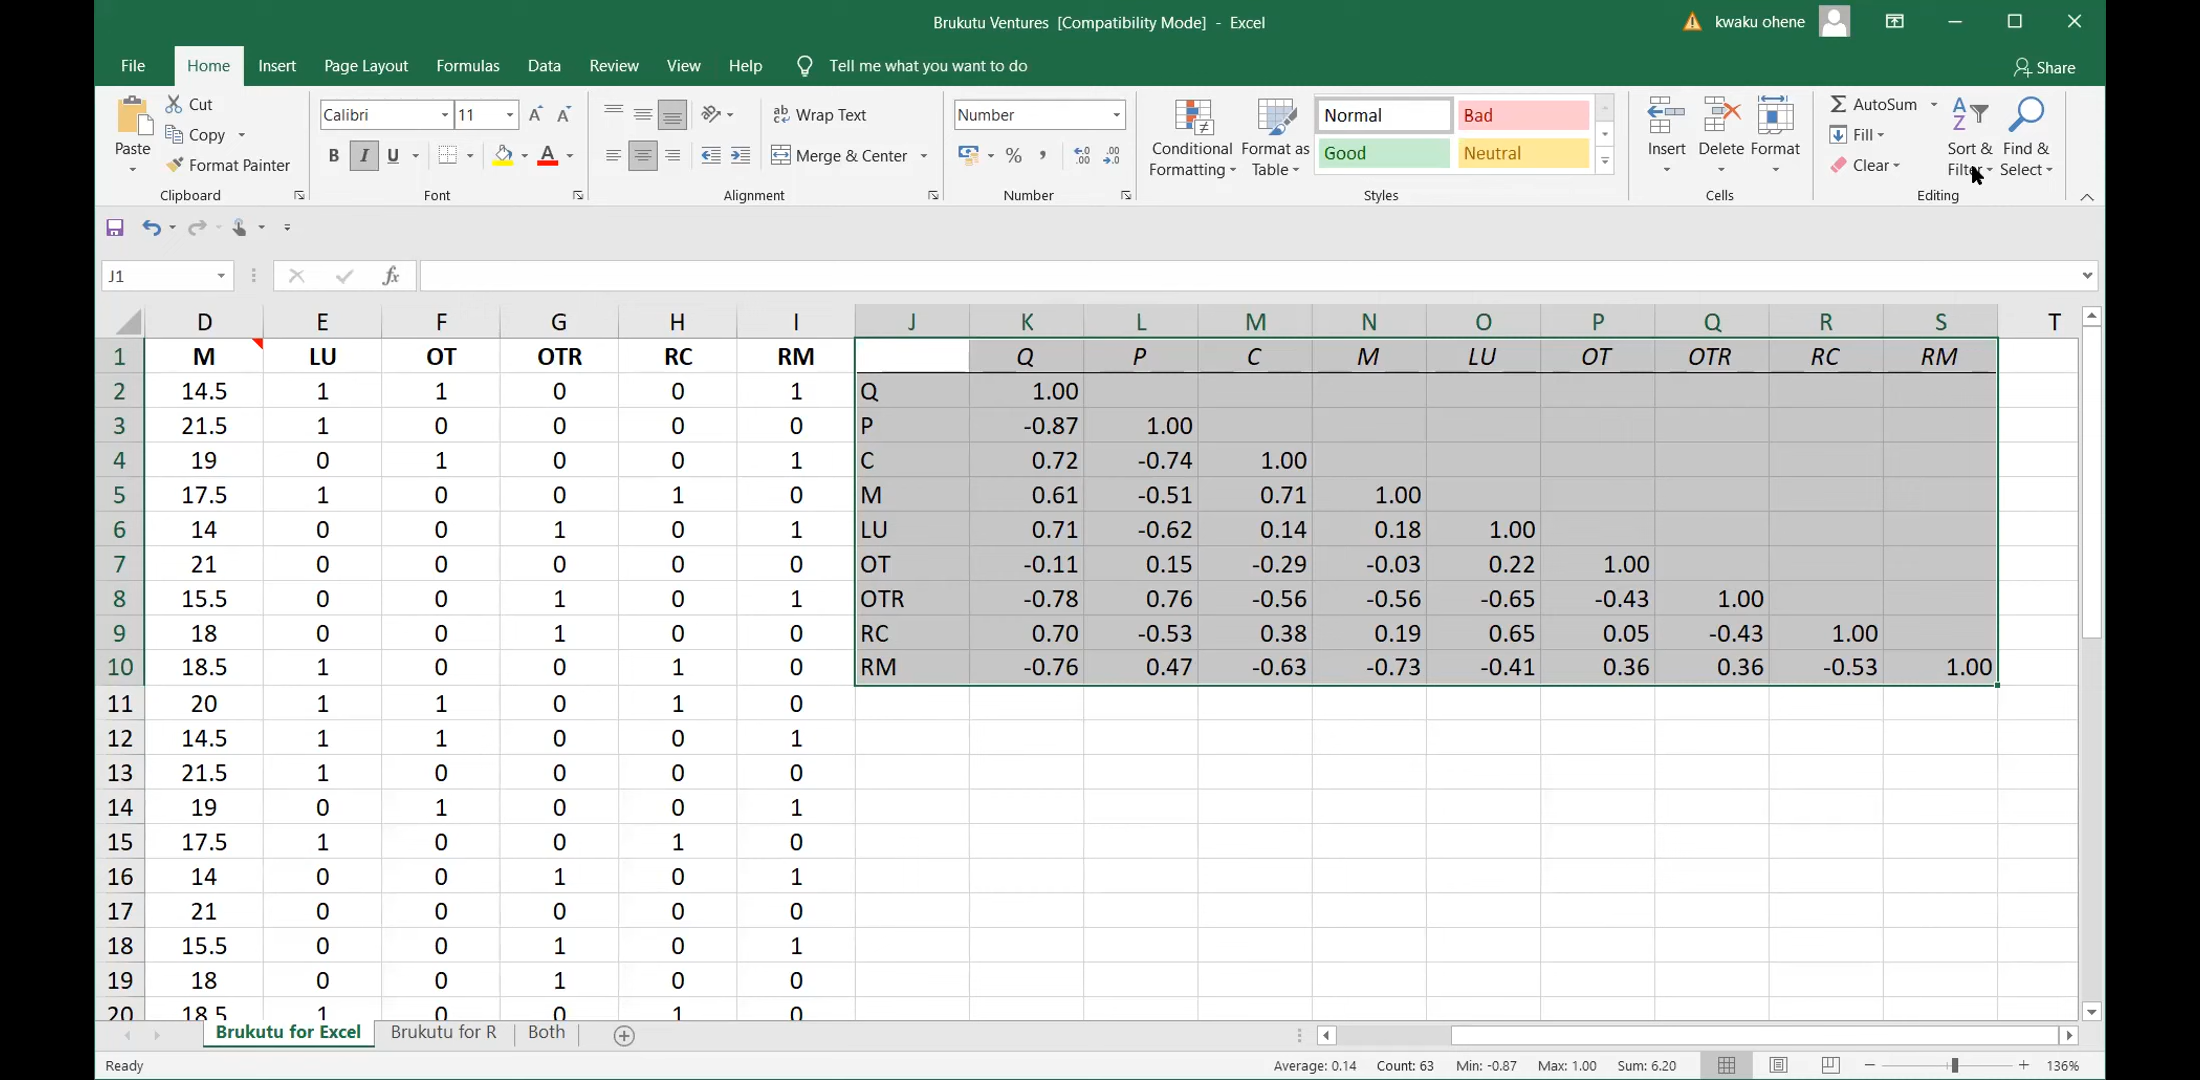 Brukutu Ventures [Compatibility Mode] - Excel
kwaku ohene
File Home Insert Page Layout Formulas Data Review View Help Tell me what you want to do
Share
Paste
Cut
Copy
Format Painter
Clipboard
Calibri 11
B I U
Font
Wrap Text
Merge & Center
Alignment
Number
%
Number
Conditional Formatting
Format as Table
Normal Bad
Good Neutral
Styles
Insert Delete Format
Cells
AutoSum
Fill
Clear
Sort & Filter
Find & Select
Editing
J1
fx
D E F G H I J K L M N O P Q R S T
1 M LU OT OTR RC RM Q P C M LU OT OTR RC RM
2 14.5 1 1 0 0 1 Q 1.00
3 21.5 1 0 0 0 0 P -0.87 1.00
4 19 0 1 0 0 1 C 0.72 -0.74 1.00
5 17.5 1 0 0 1 0 M 0.61 -0.51 0.71 1.00
6 14 0 0 1 0 1 LU 0.71 -0.62 0.14 0.18 1.00
7 21 0 0 0 0 0 OT -0.11 0.15 -0.29 -0.03 0.22 1.00
8 15.5 0 0 1 0 1 OTR -0.78 0.76 -0.56 -0.56 -0.65 -0.43 1.00
9 18 0 0 1 0 0 RC 0.70 -0.53 0.38 0.19 0.65 0.05 -0.43 1.00
10 18.5 1 0 0 1 0 RM -0.76 0.47 -0.63 -0.73 -0.41 0.36 0.36 -0.53 1.00
11 20 1 1 0 1 0
12 14.5 1 1 0 0 1
13 21.5 1 0 0 0 0
14 19 0 1 0 0 1
15 17.5 1 0 0 1 0
16 14 0 0 1 0 1
17 21 0 0 0 0 0
18 15.5 0 0 1 0 1
19 18 0 0 1 0 0
20 18.5 1 0 0 1 0
Brukutu for Excel Brukutu for R Both
Ready
Average: 0.14 Count: 63 Min: -0.87 Max: 1.00 Sum: 6.20
136%